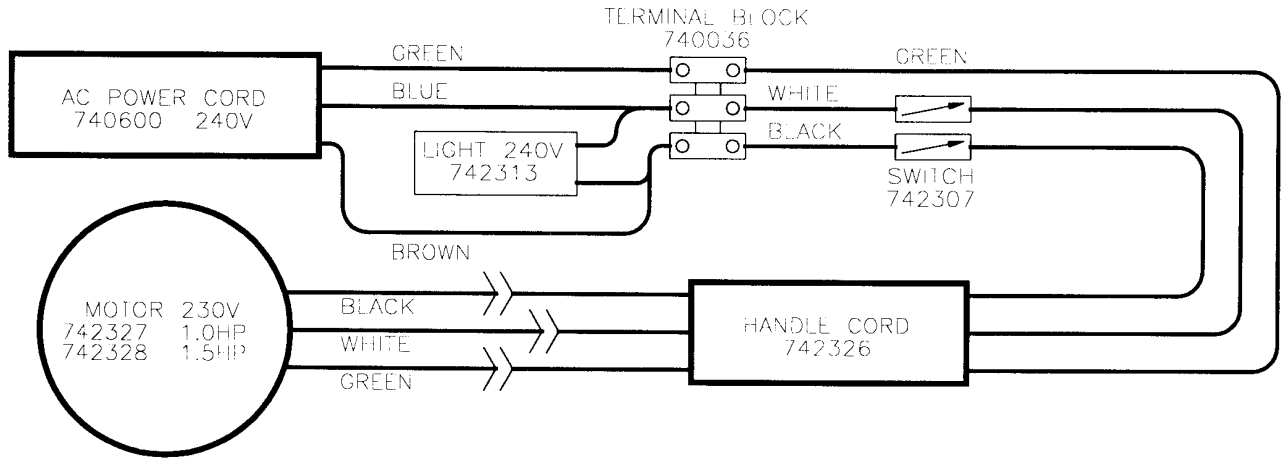 TERMINAL BLOCK
740036
GREEN
GREEN
AC POWER CORD
740600 240V
BLUE
WHITE
BLACK
LIGHT 240V
742313
SWITCH
742307
BROWN
MOTOR 230V
742327 1.0HP
742328 1.5HP
BLACK
WHITE
GREEN
HANDLE CORD
742326